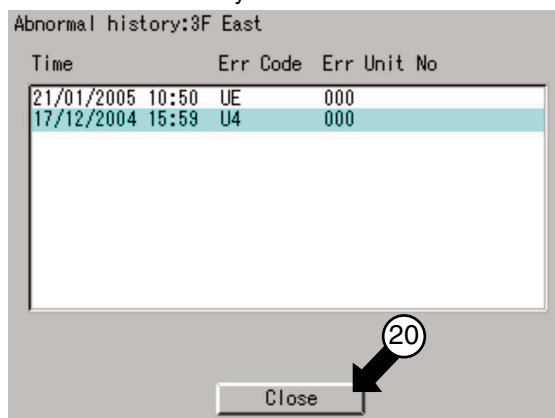 Abnormal history:3F East
Time Err Code Err Unit No
21/01/2005 10:50 UE 000
17/12/2004 15:59 U4 000
20
Close